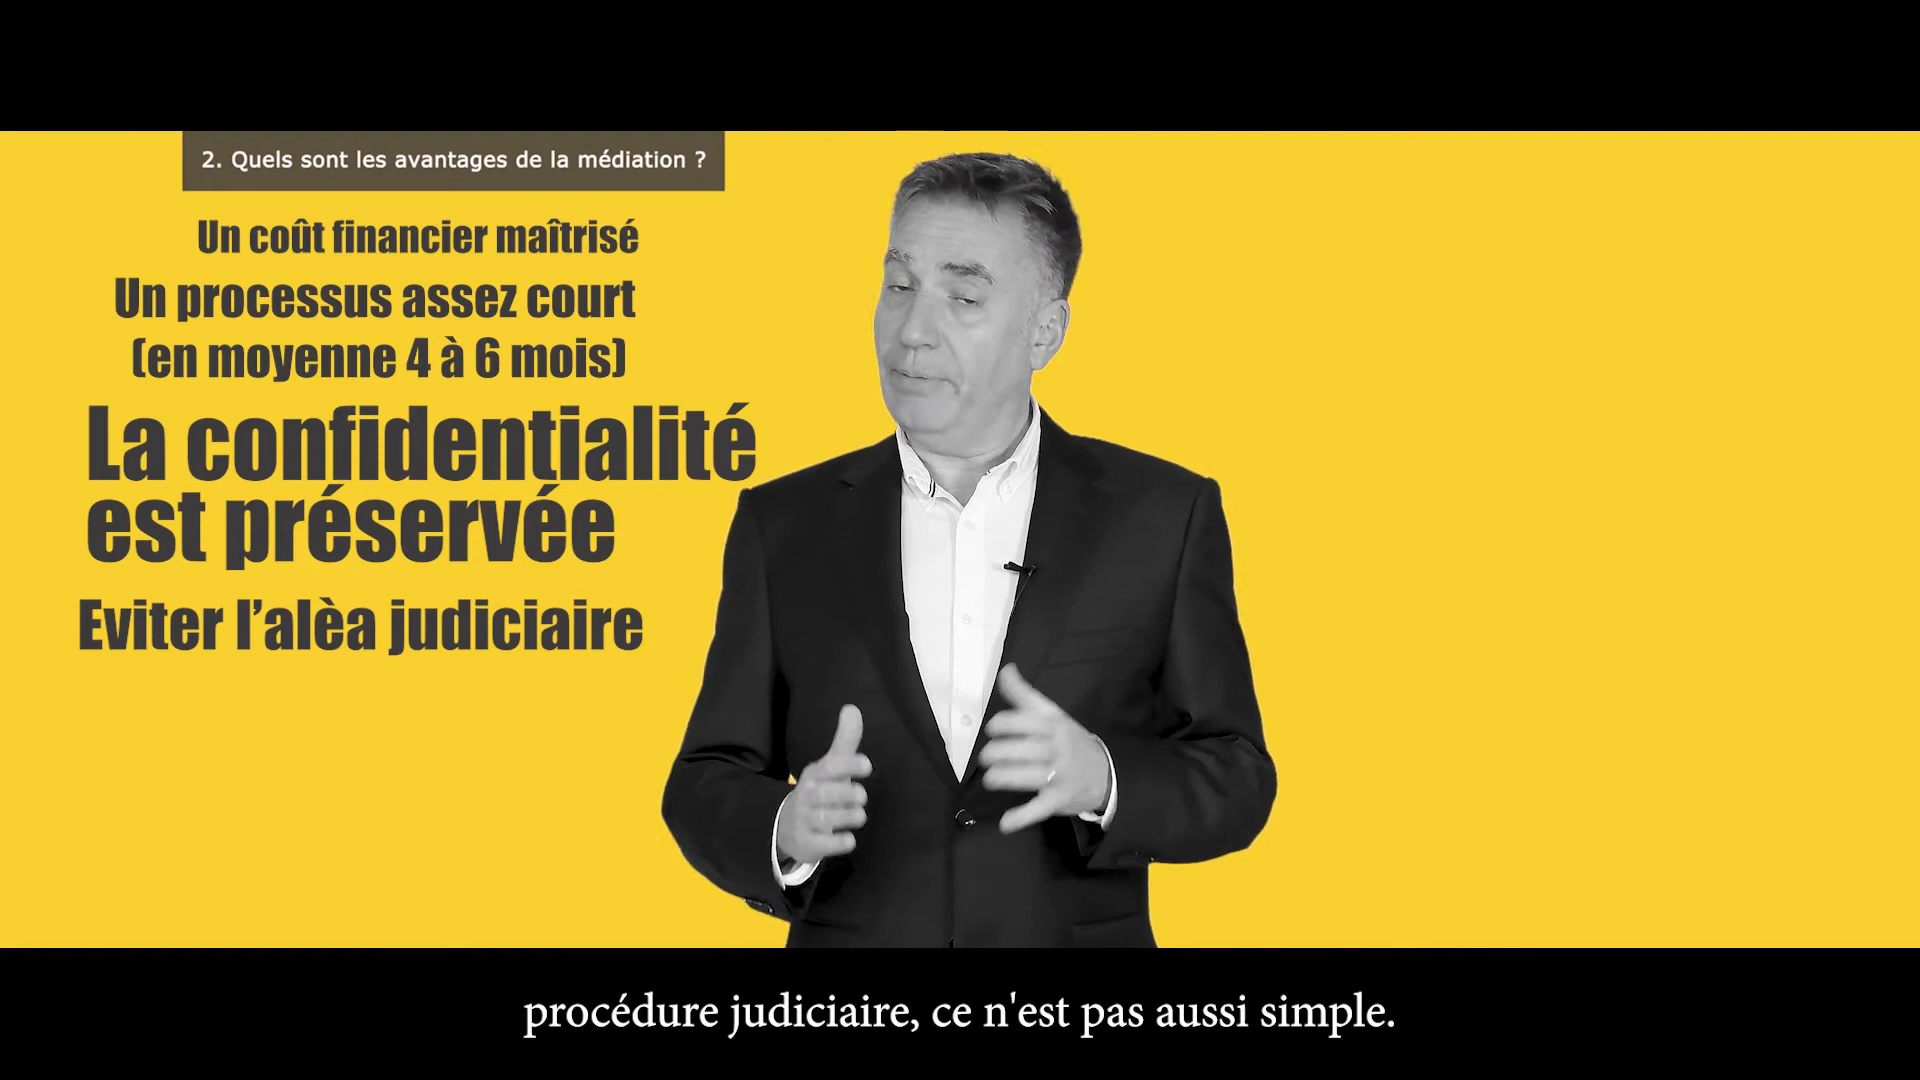 2. Quels sont les avantages de la médiation ?
Un coût financier maîtrisé
Un processus assez court
(en moyenne 4 à 6 mois)
La confidentialité
est préservée
Eviter l’alèa judiciaire
procédure judiciaire, ce n'est pas aussi simple.